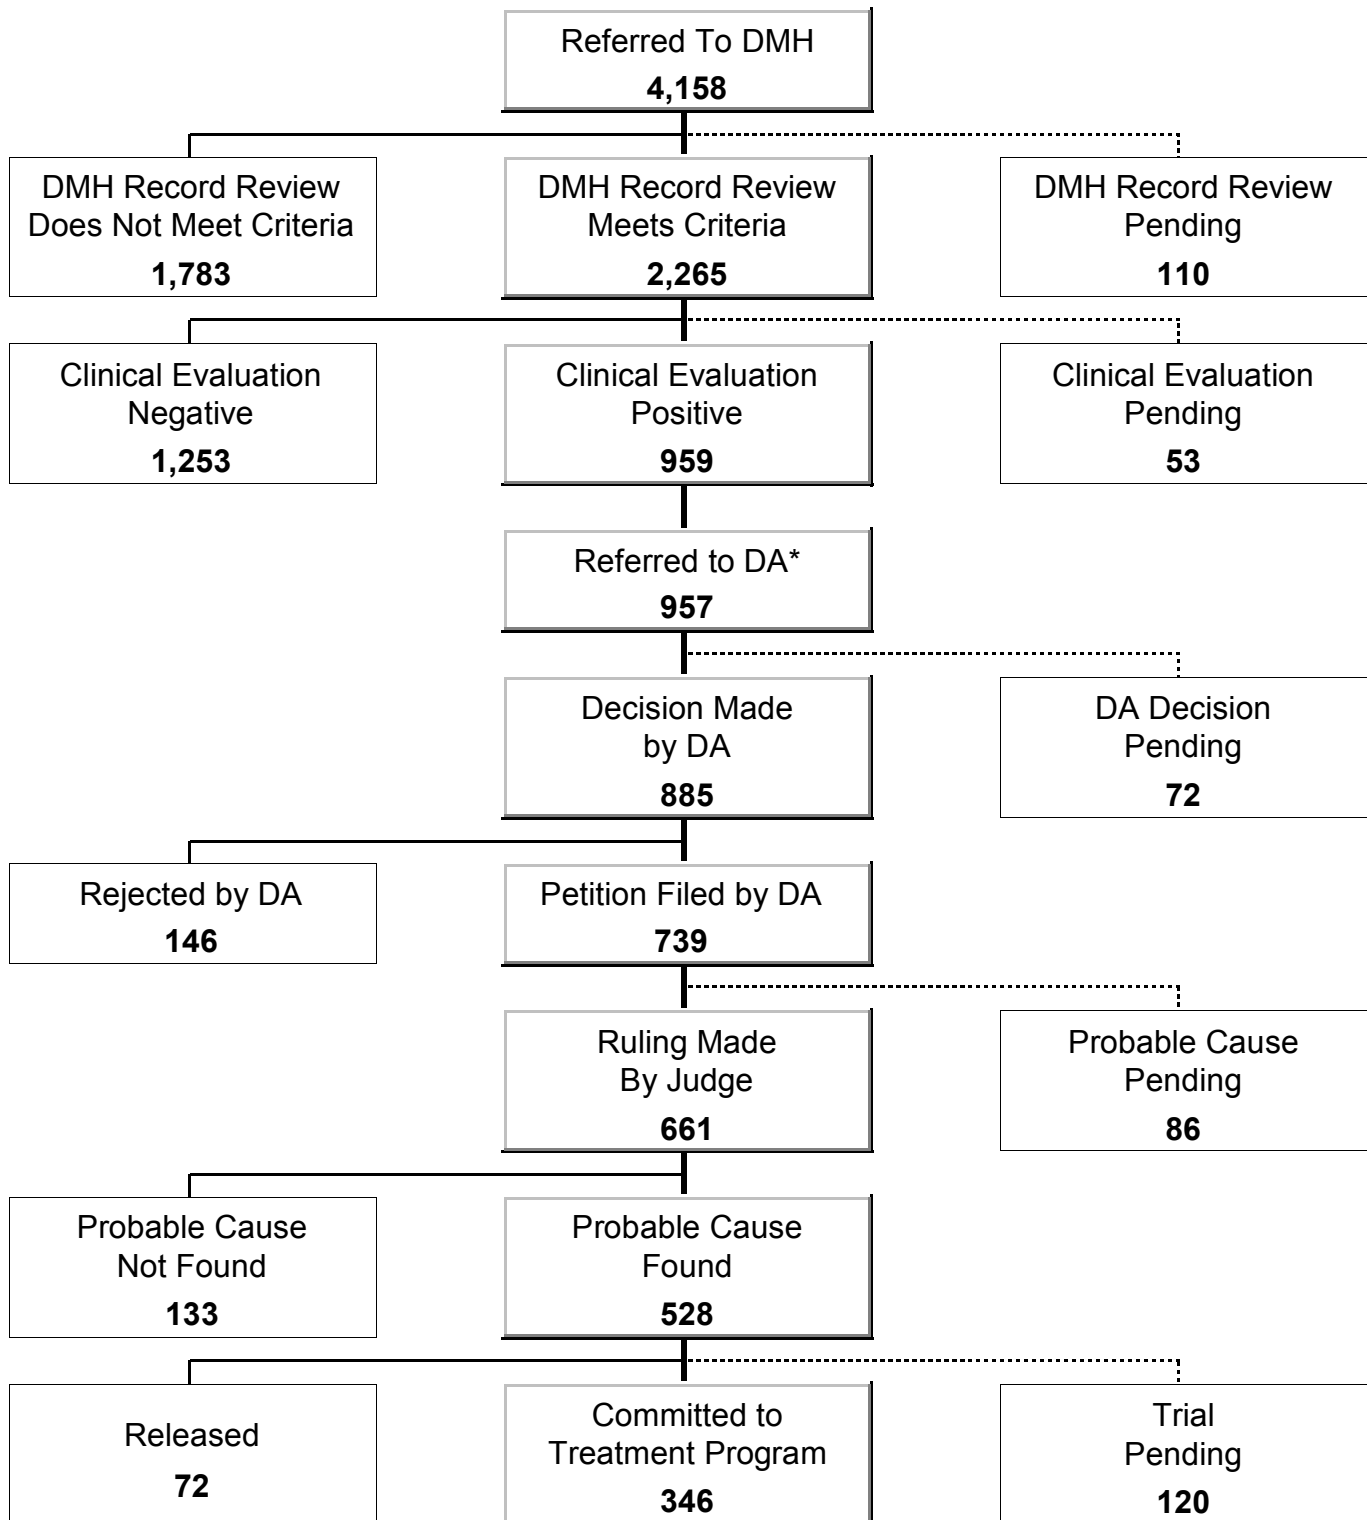 Referred To DMH
4,158
DMH Record Review
Does Not Meet Criteria
1,783
DMH Record Review
Meets Criteria
2,265
DMH Record Review
Pending
110
Clinical Evaluation
Negative
1,253
Clinical Evaluation
Positive
959
Clinical Evaluation
Pending
53
Referred to DA*
957
Decision Made
by DA
885
DA Decision
Pending
72
Rejected by DA
146
Petition Filed by DA
739
Ruling Made
By Judge
661
Probable Cause
Pending
86
Probable Cause
Not Found
133
Probable Cause
Found
528
Released
72
Committed to
Treatment Program
346
Trial
Pending
120